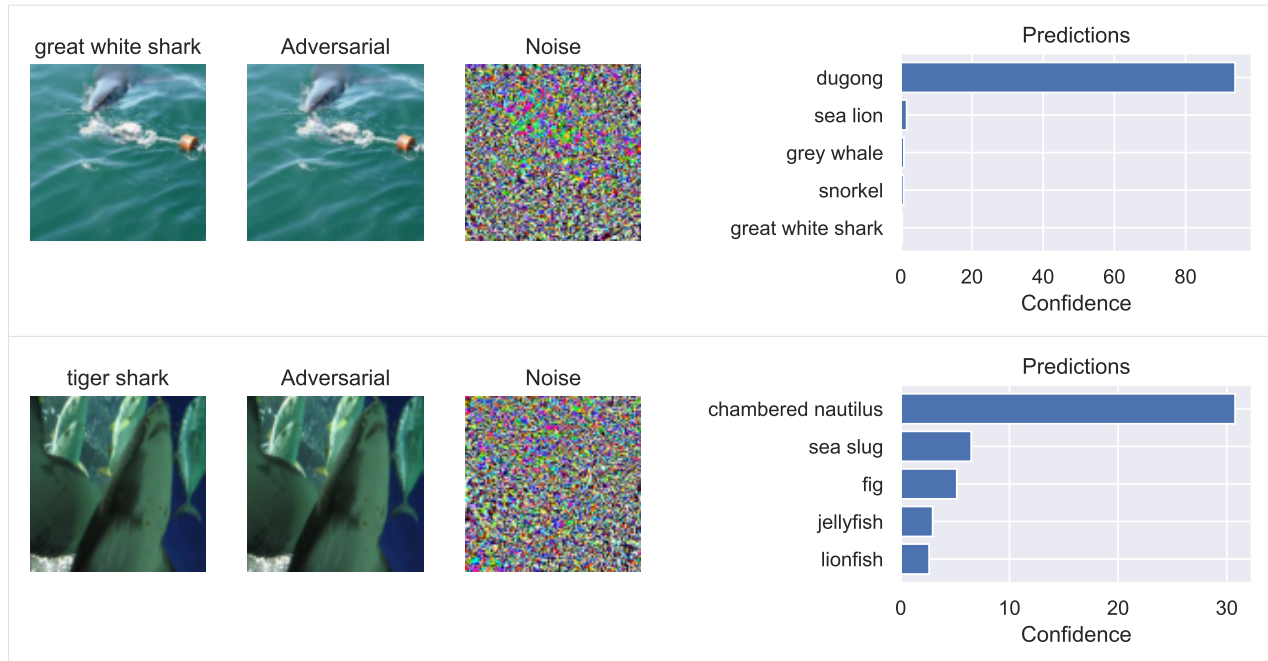 great white shark
Adversarial
Noise
Predictions
dugong
sea lion
grey whale
snorkel
great white shark
0 20 40 60 80
Confidence
tiger shark
Adversarial
Noise
Predictions
chambered nautilus
sea slug
fig
jellyfish
lionfish
0 10 20 30
Confidence